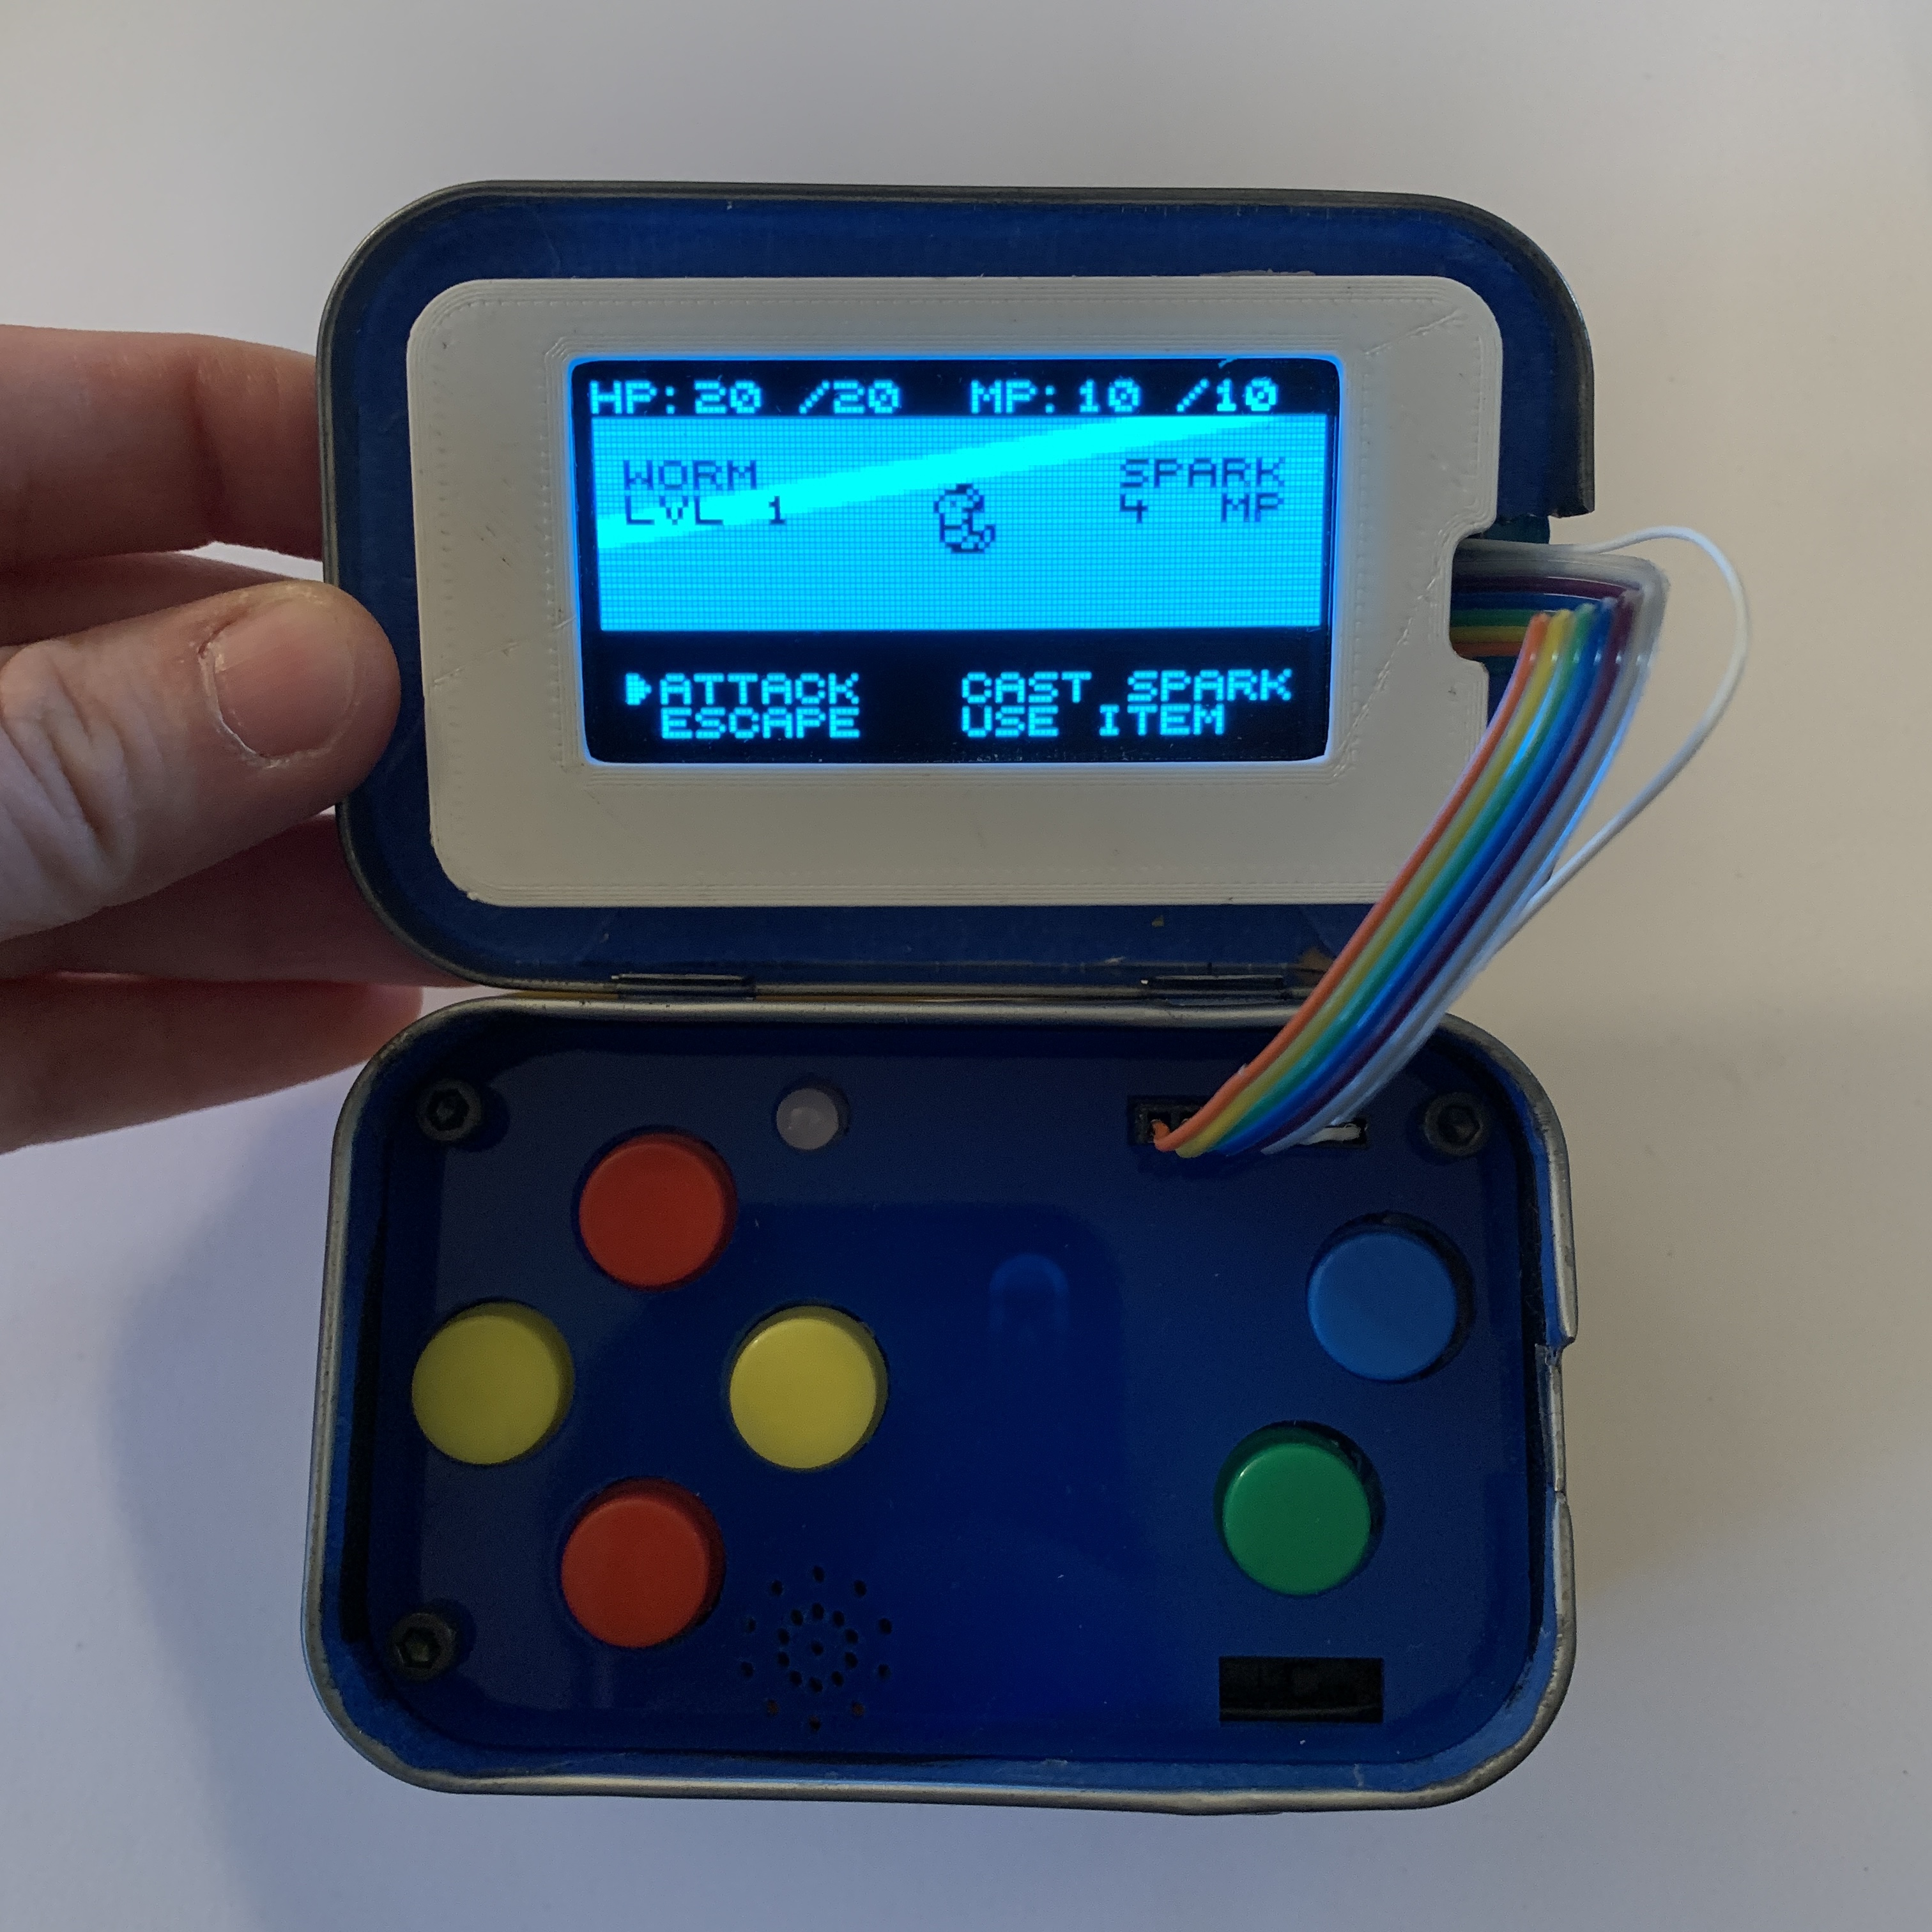 HP:20 /20 MP:10 /10
WORM SPARK
LVL 1 4 MP
ATTACK CAST SPARK
ESCAPE USE ITEM